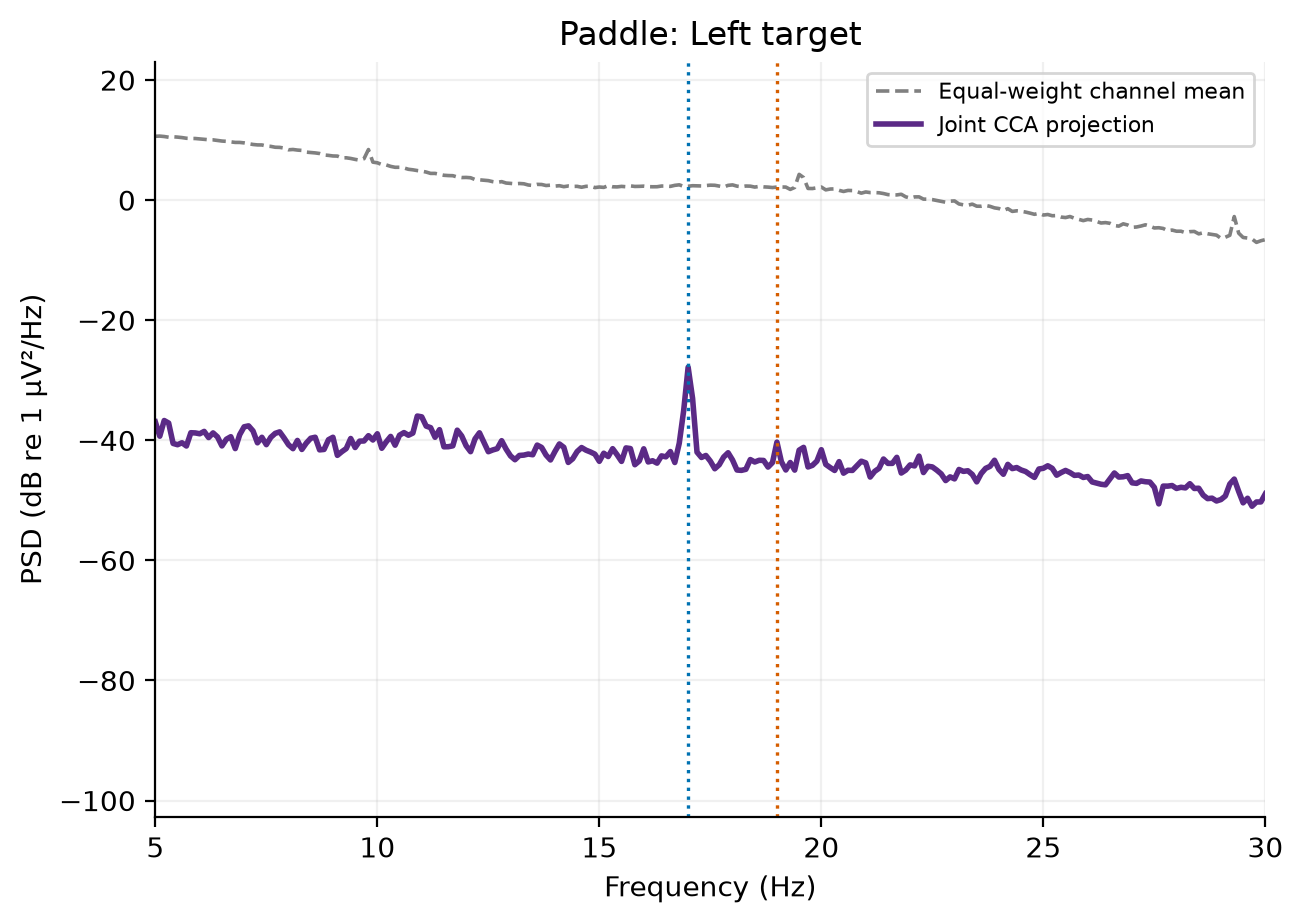 Paddle: Left target
Equal-weight channel mean
Joint CCA projection
PSD (dB re 1 µV²/Hz)
20
0
−20
−40
−60
−80
−100
5 10 15 20 25 30
Frequency (Hz)